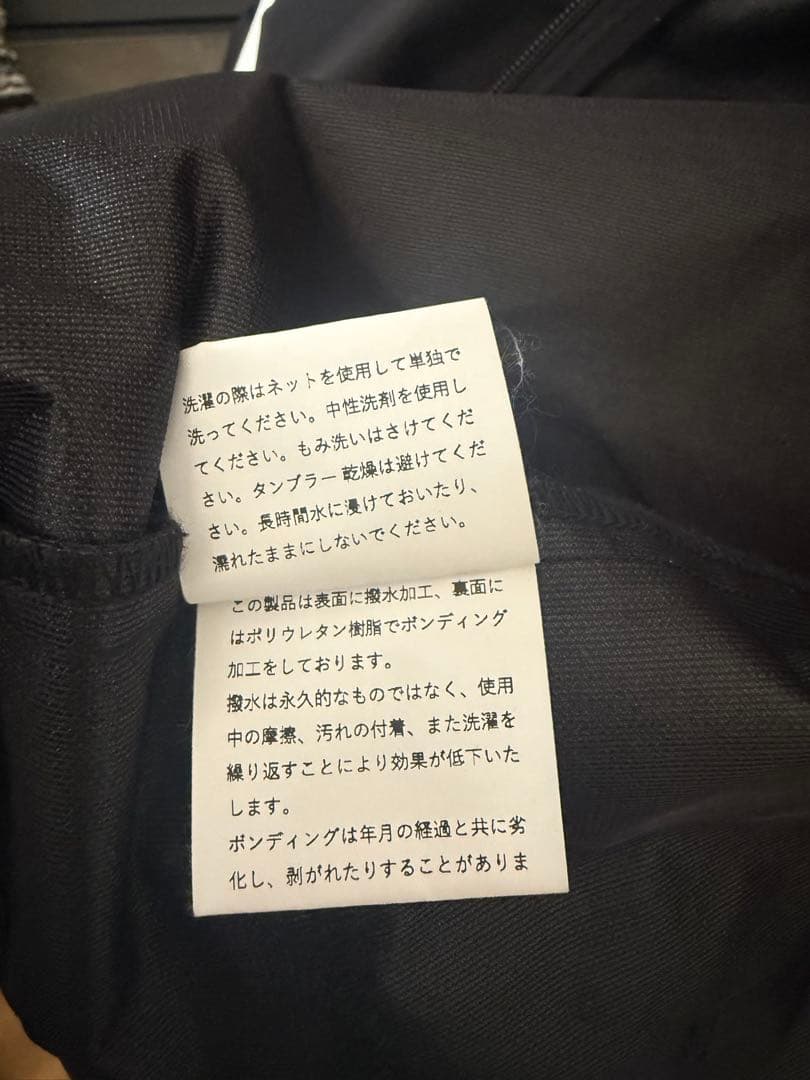 洗濯の際はネットを使用して単独で
洗ってください。中性洗剤を使用し
てください。もみ洗いはさけてくだ
さい。タンブラー乾燥は避けてくだ
さい。長時間水に浸けておいたり、
濡れたままにしないでください。
この製品は表面に撥水加工、裏面に
はポリウレタン樹脂でボンディング
加工をしております。
撥水は永久的なものではなく、使用
中の摩擦、汚れの付着、また洗濯を
繰り返すことにより効果が低下いた
します。
ボンディングは年月の経過と共に劣
化し、剥がれたりすることがありま